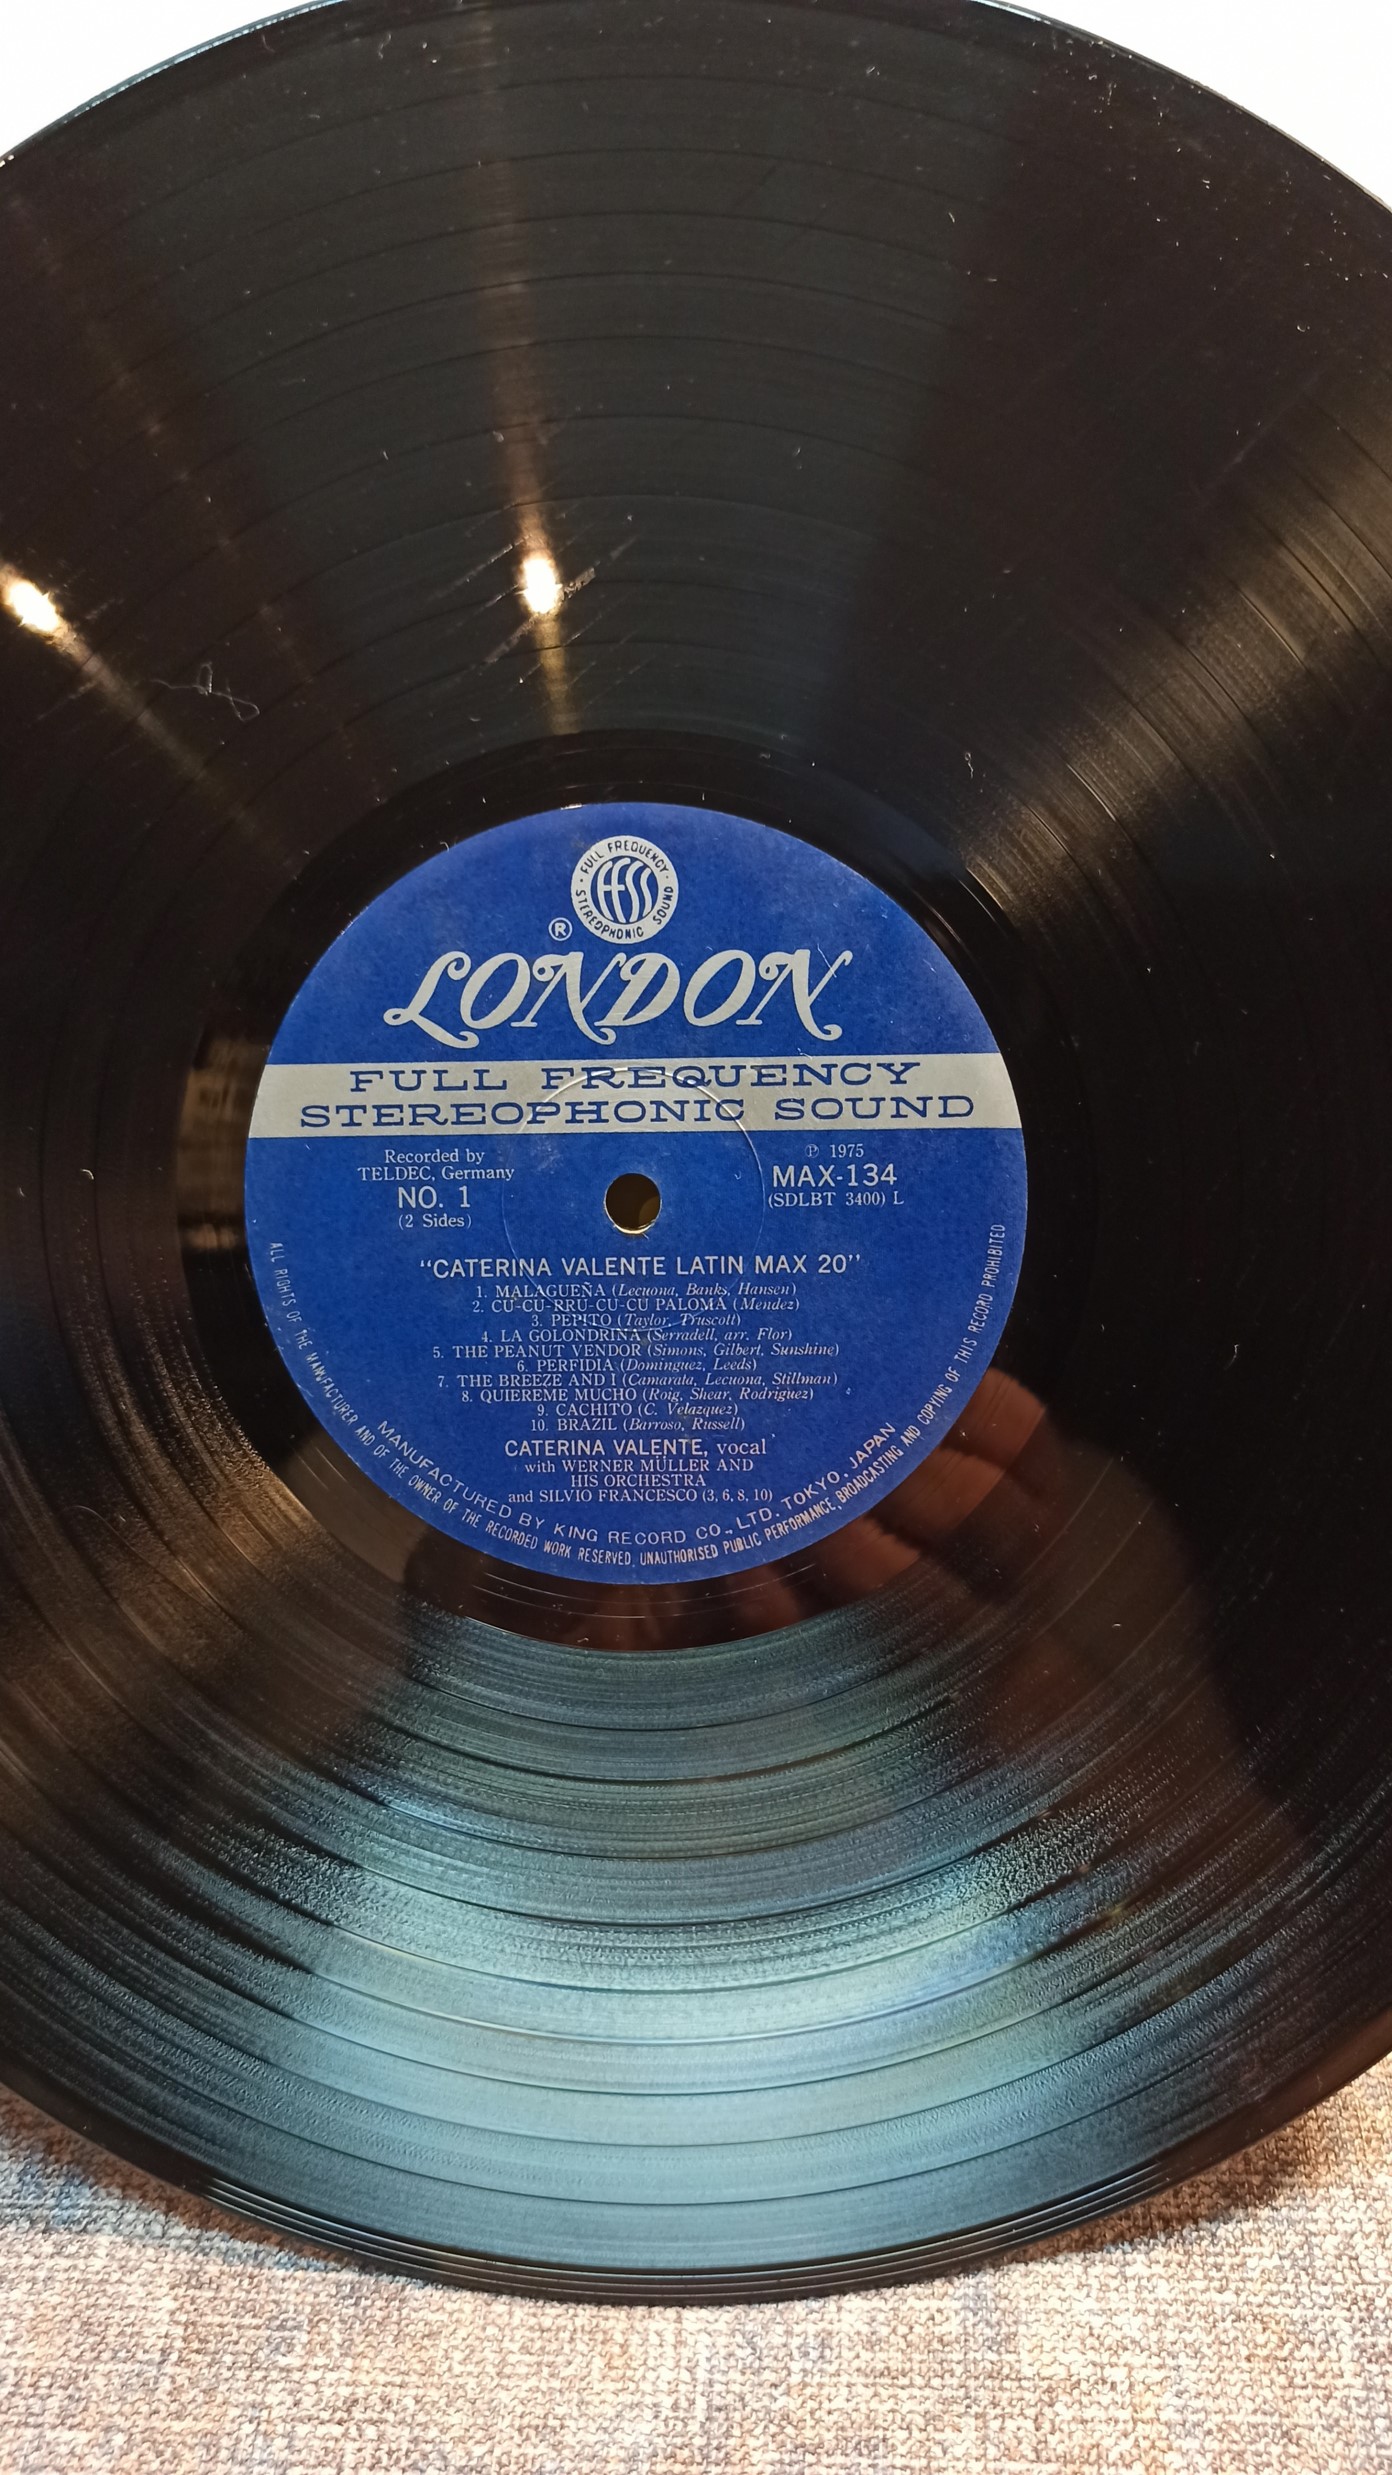 · FULL FREQUENCY · STEREOPHONIC SOUND
FFSS
®
LONDON
FULL FREQUENCY
STEREOPHONIC SOUND
Recorded by
TELDEC, Germany
NO. 1
(2 Sides)
℗ 1975
MAX-134
(SDLBT 3400) L
"CATERINA VALENTE LATIN MAX 20"
1. MALAGUEÑA (Lecuona, Banks, Hansen)
2. CU-CU-RRU-CU-CU PALOMA (Mendez)
3. PEPITO (Taylor, Truscott)
4. LA GOLONDRINA (Serradell, arr. Flor)
5. THE PEANUT VENDOR (Simons, Gilbert, Sunshine)
6. PERFIDIA (Dominguez, Leeds)
7. THE BREEZE AND I (Camarata, Lecuona, Stillman)
8. QUIEREME MUCHO (Roig, Shear, Rodriguez)
9. CACHITO (C. Velazquez)
10. BRAZIL (Barroso, Russell)
CATERINA VALENTE, vocal
with WERNER MÜLLER AND
HIS ORCHESTRA
and SILVIO FRANCESCO (3, 6, 8, 10)
MANUFACTURED BY KING RECORD CO., LTD. TOKYO, JAPAN
ALL RIGHTS OF THE MANUFACTURER AND OF THE OWNER OF THE RECORDED WORK RESERVED. UNAUTHORISED PUBLIC PERFORMANCE, BROADCASTING AND COPYING OF THIS RECORD PROHIBITED